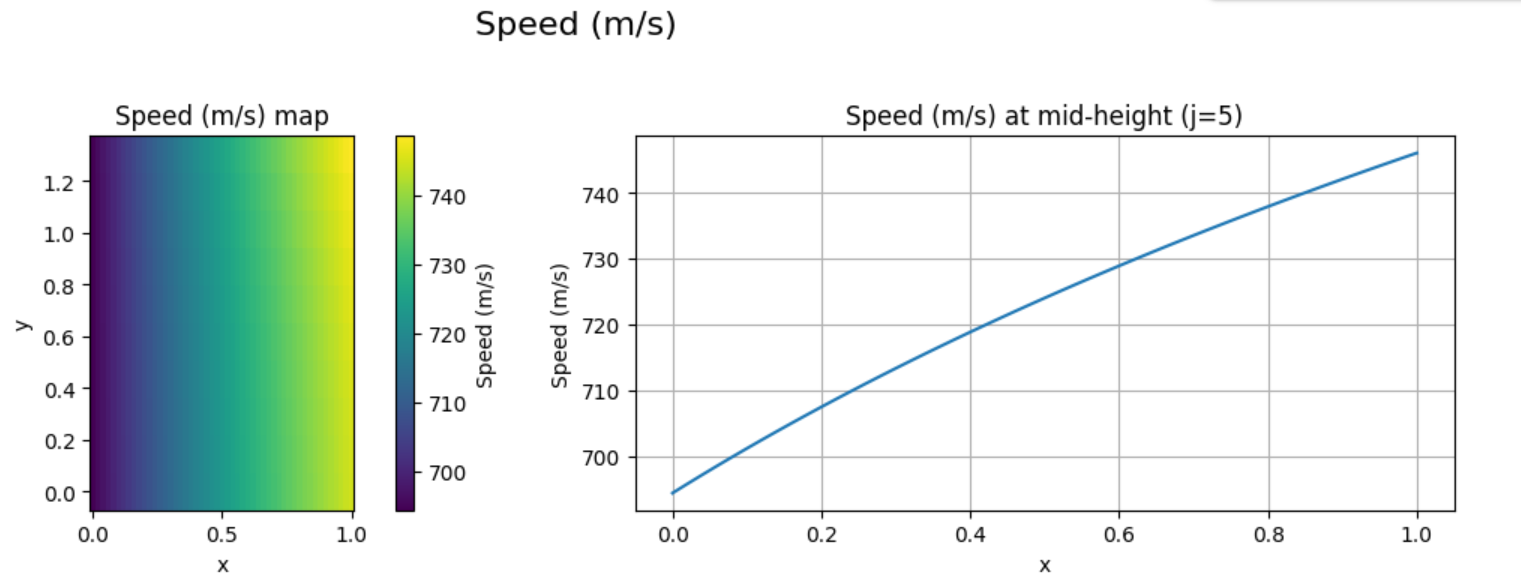 Speed (m/s)
Speed (m/s) map
1.2
1.0
0.8
0.6
0.4
0.2
0.0
y
0.0 0.5 1.0
x
740
730
720
710
700
Speed (m/s)
Speed (m/s) at mid-height (j=5)
740
730
720
710
700
Speed (m/s)
0.0 0.2 0.4 0.6 0.8 1.0
x